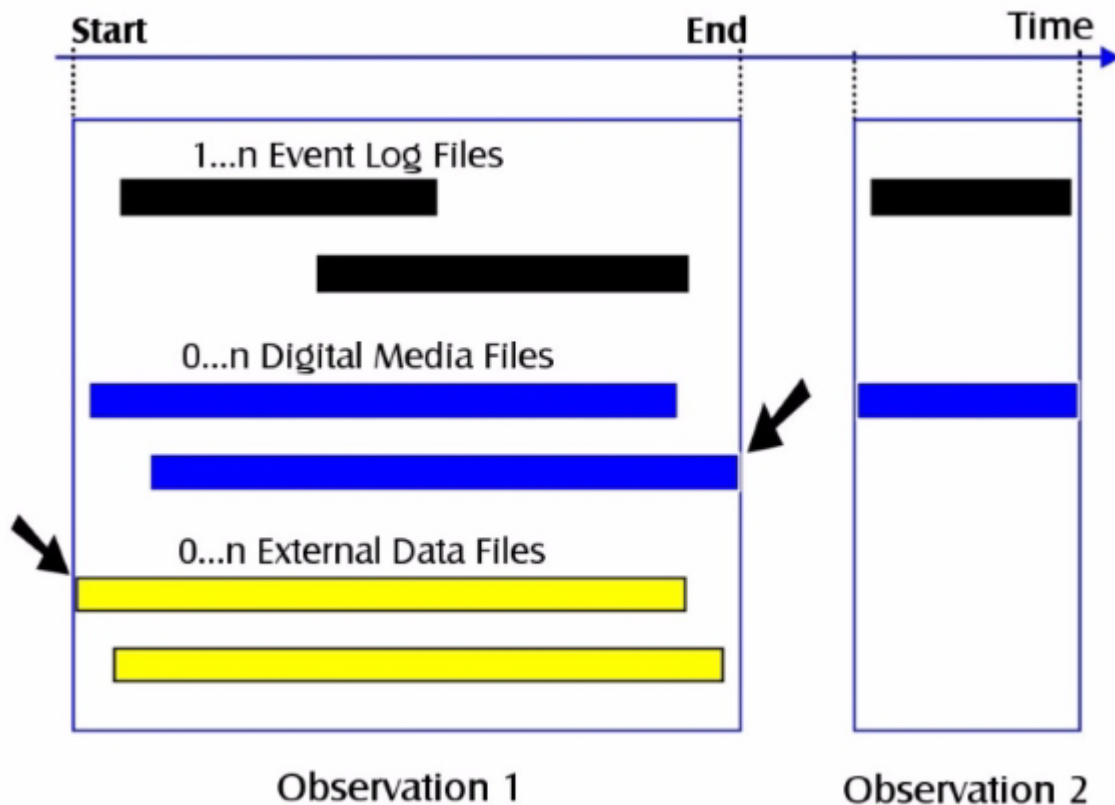 Start
End
Time
1...n Event Log Files
0...n Digital Media Files
0...n External Data Files
Observation 1
Observation 2